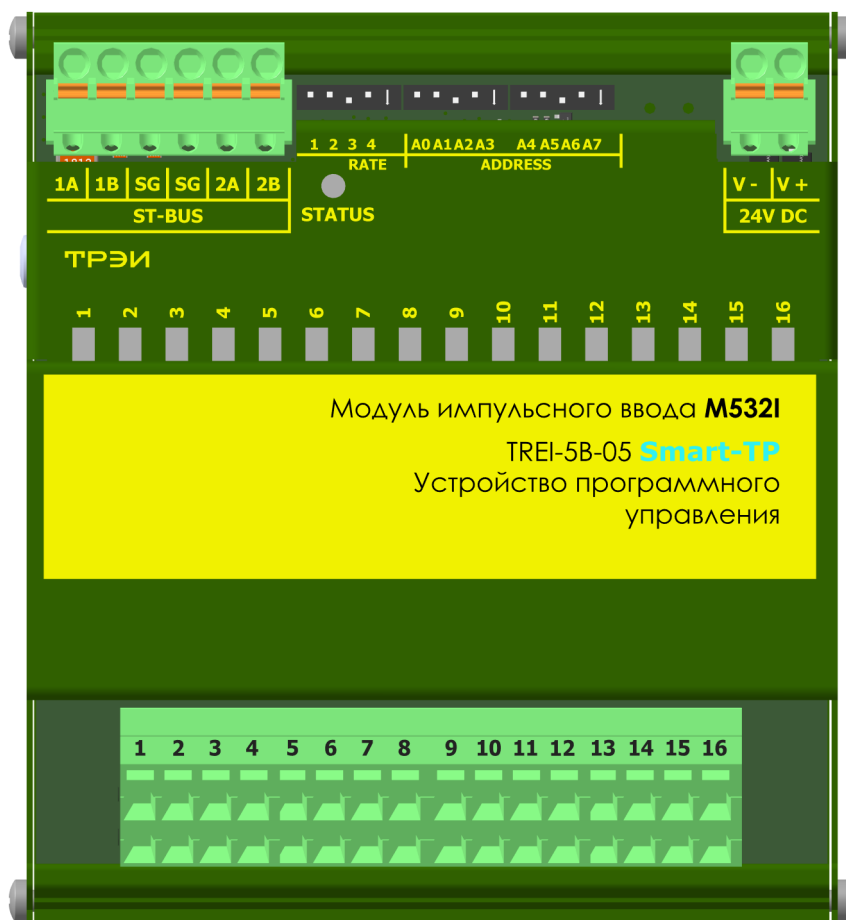 1 2 3 4 A0 A1 A2 A3 A4 A5 A6 A7
RATE ADDRESS
1A 1B SG SG 2A 2B
ST-BUS
STATUS
V - V +
24V DC
ТРЭИ
1 2 3 4 5 6 7 8 9 10 11 12 13 14 15 16
Модуль импульсного ввода M532I
TREI-5B-05 Smart-TP
Устройство программного
управления
1 2 3 4 5 6 7 8 9 10 11 12 13 14 15 16